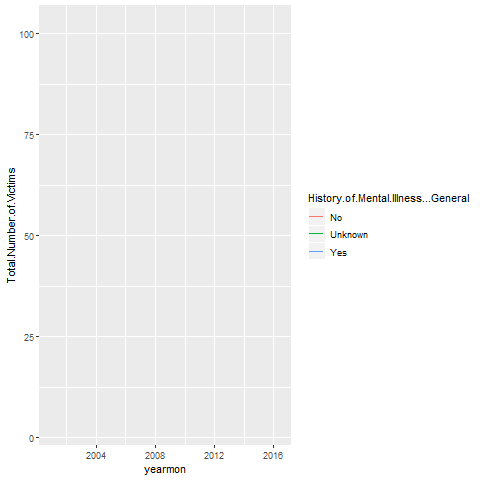 100
75
50
25
0
Total.Number.of.Victims
2004 2008 2012 2016
yearmon
History.of.Mental.Illness...General
No
Unknown
Yes